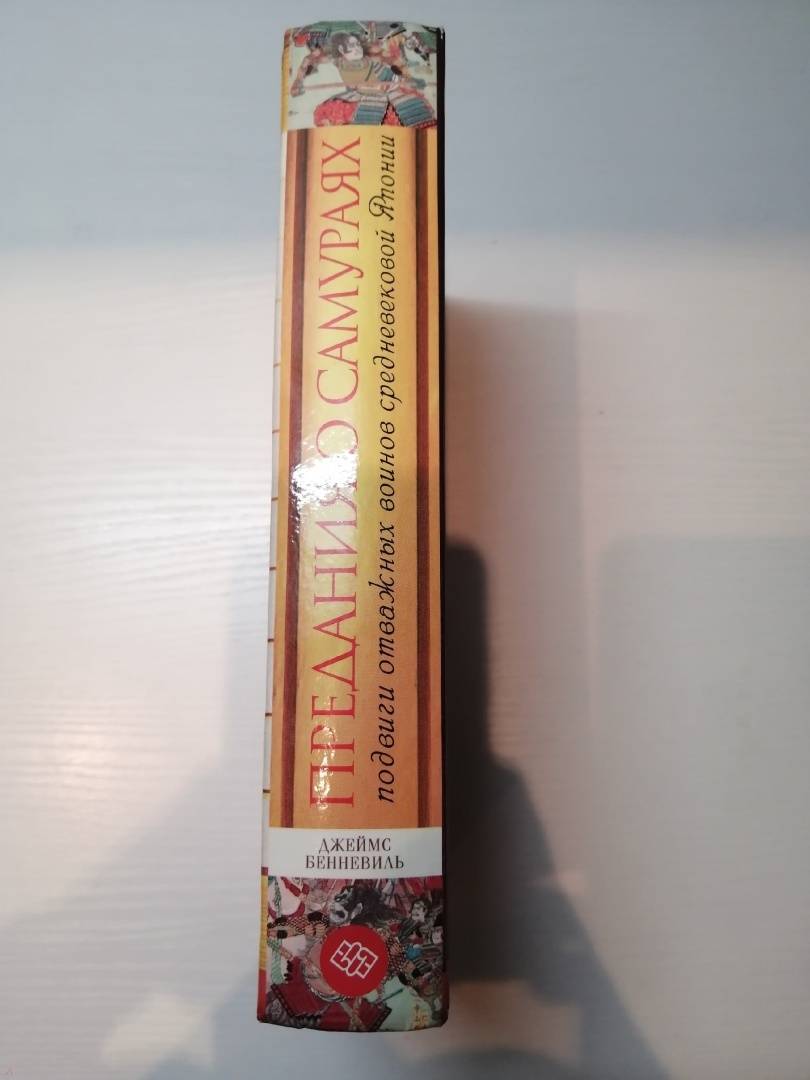 ПРЕДАНИЯ О САМУРАЯХ
подвиги отважных воинов средневековой Японии
ДЖЕЙМС
БЕННЕВИЛЬ